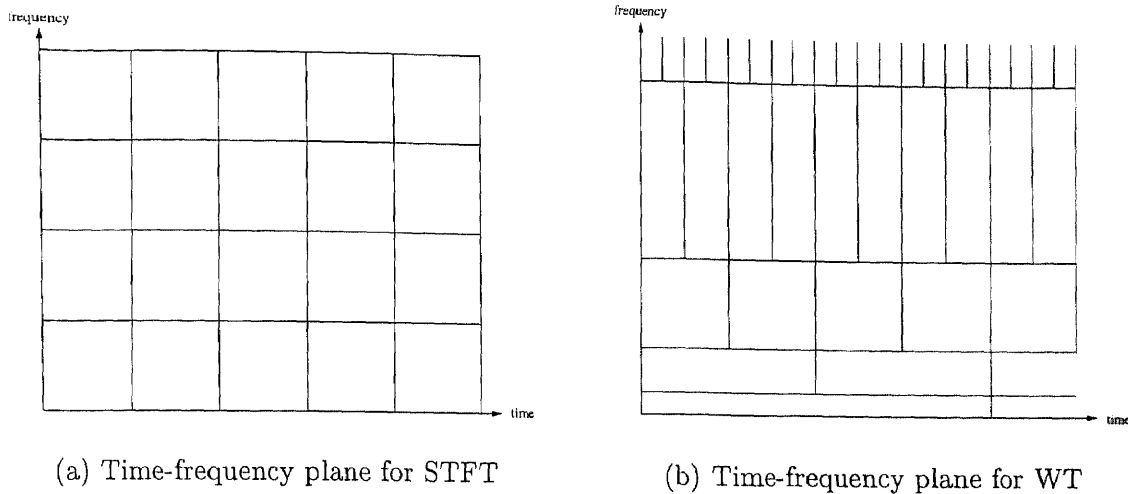 frequency
time
(a) Time-frequency plane for STFT
frequency
time
(b) Time-frequency plane for WT